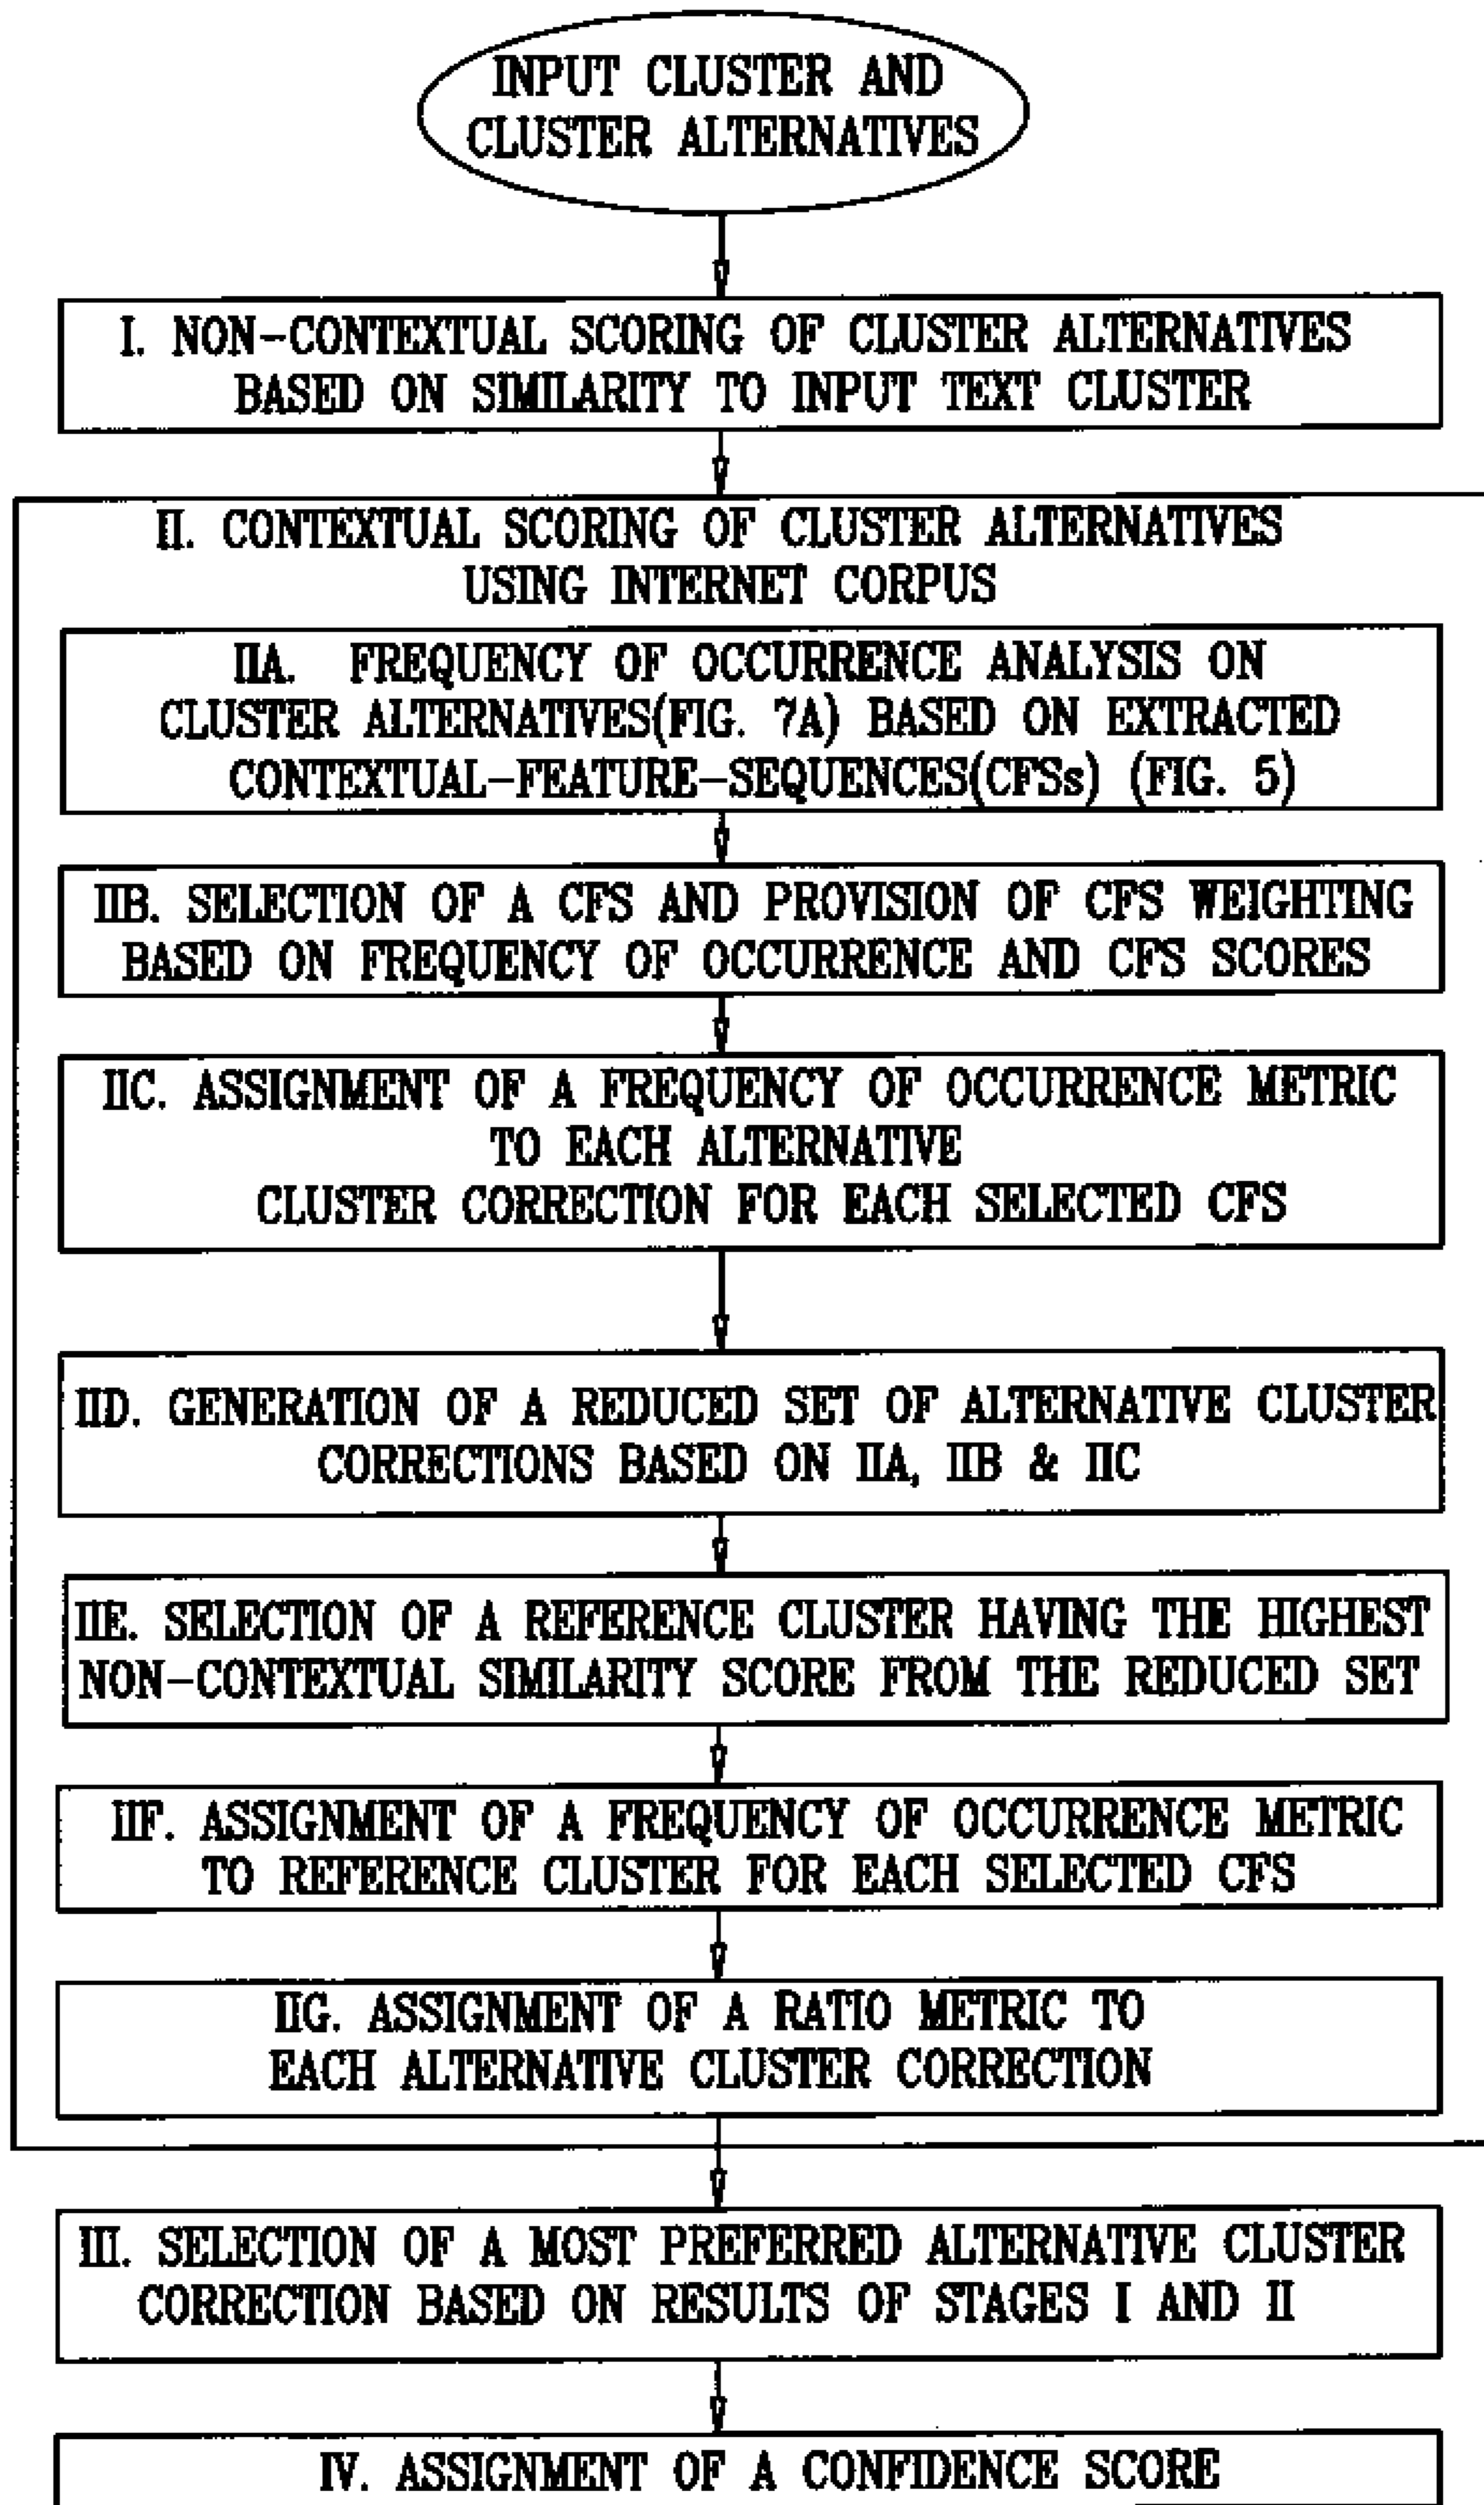 INPUT CLUSTER AND
CLUSTER ALTERNATIVES
I. NON-CONTEXTUAL SCORING OF CLUSTER ALTERNATIVES
BASED ON SIMILARITY TO INPUT TEXT CLUSTER
II. CONTEXTUAL SCORING OF CLUSTER ALTERNATIVES
USING INTERNET CORPUS
IIA. FREQUENCY OF OCCURRENCE ANALYSIS ON
CLUSTER ALTERNATIVES(FIG. 7A) BASED ON EXTRACTED
CONTEXTUAL-FEATURE-SEQUENCES(CFSs) (FIG. 5)
IIB. SELECTION OF A CFS AND PROVISION OF CFS WEIGHTING
BASED ON FREQUENCY OF OCCURRENCE AND CFS SCORES
IIC. ASSIGNMENT OF A FREQUENCY OF OCCURRENCE METRIC
TO EACH ALTERNATIVE
CLUSTER CORRECTION FOR EACH SELECTED CFS
IID. GENERATION OF A REDUCED SET OF ALTERNATIVE CLUSTER
CORRECTIONS BASED ON IIA, IIB & IIC
IIE. SELECTION OF A REFERENCE CLUSTER HAVING THE HIGHEST
NON-CONTEXTUAL SIMILARITY SCORE FROM THE REDUCED SET
IIF. ASSIGNMENT OF A FREQUENCY OF OCCURRENCE METRIC
TO REFERENCE CLUSTER FOR EACH SELECTED CFS
IIG. ASSIGNMENT OF A RATIO METRIC TO
EACH ALTERNATIVE CLUSTER CORRECTION
III. SELECTION OF A MOST PREFERRED ALTERNATIVE CLUSTER
CORRECTION BASED ON RESULTS OF STAGES I AND II
IV. ASSIGNMENT OF A CONFIDENCE SCORE